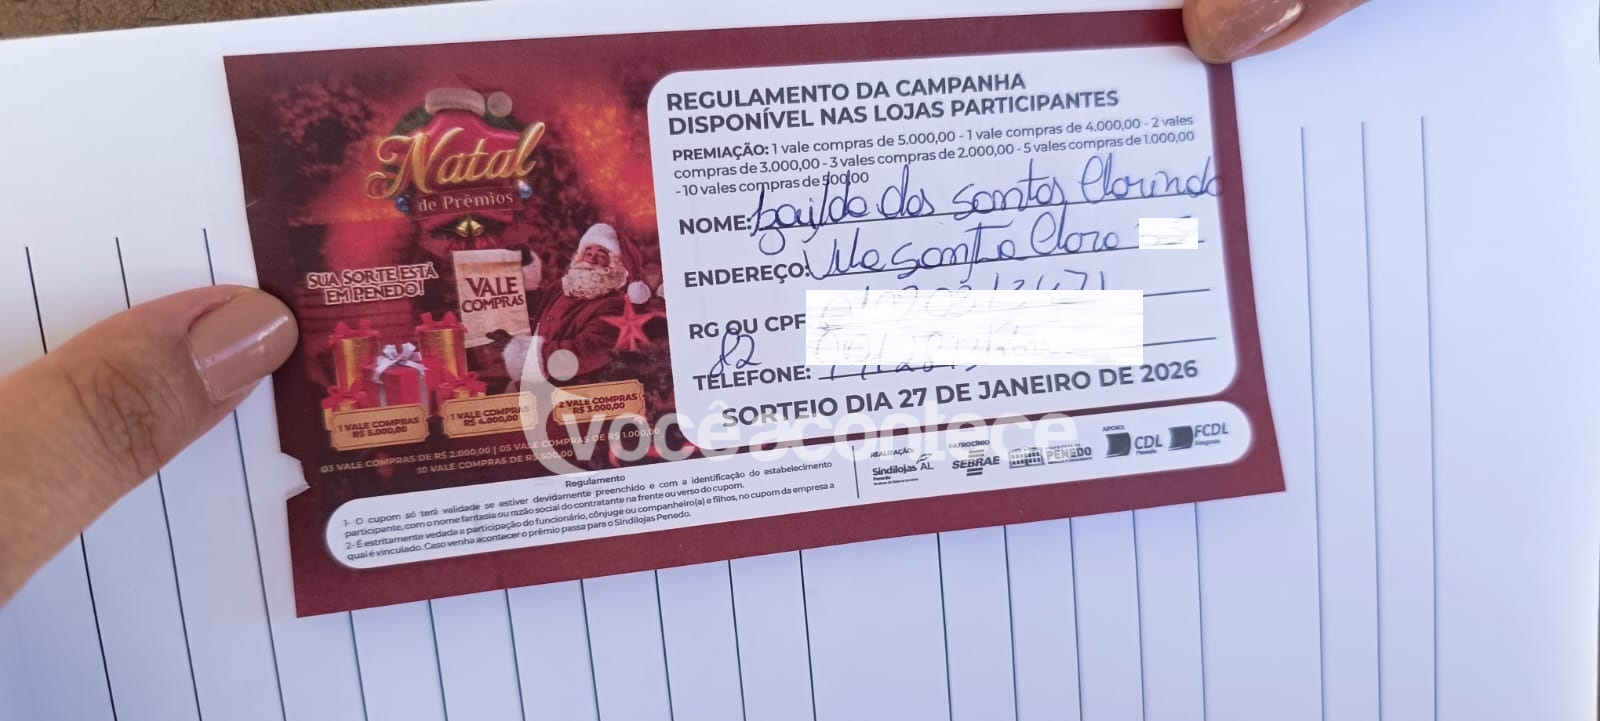 Natal
de Prêmios
SUA SORTE ESTÁ
EM PENEDO!
VALE
COMPRAS
1 VALE COMPRAS
R$ 5.000,00
1 VALE COMPRAS
R$ 4.000,00
2 VALE COMPRAS
R$ 3.000,00
03 VALE COMPRAS DE R$ 2.000,00 | 05 VALE COMPRAS DE R$ 1.000,00
10 VALE COMPRAS DE R$ 500,00
REGULAMENTO DA CAMPANHA
DISPONÍVEL NAS LOJAS PARTICIPANTES
PREMIAÇÃO: 1 vale compras de 5.000,00 - 1 vale compras de 4.000,00 - 2 vales
compras de 3.000,00 - 3 vales compras de 2.000,00 - 5 vales compras de 1.000,00
- 10 vales compras de 500,00
NOME: dos santos Clorindo
ENDEREÇO: Santa Clara
RG OU CPF
82
TELEFONE:
SORTEIO DIA 27 DE JANEIRO DE 2026
você acontece
REALIZAÇÃO:
Sindilojas AL
Penedo
PATROCÍNIO
SEBRAE
PENEDO
APOIO:
CDL
Penedo
FCDL
Alagoas
Regulamento
1- O cupom só terá validade se estiver devidamente preenchido e com a identificação do estabelecimento
participante, com o nome fantasia ou razão social do contratante na frente ou verso do cupom.
2- É estritamente vedada a participação do funcionário, cônjuge ou companheiro(a) e filhos, no cupom da empresa a
qual é vinculado. Caso venha acontecer o prêmio passa para o Sindilojas Penedo.